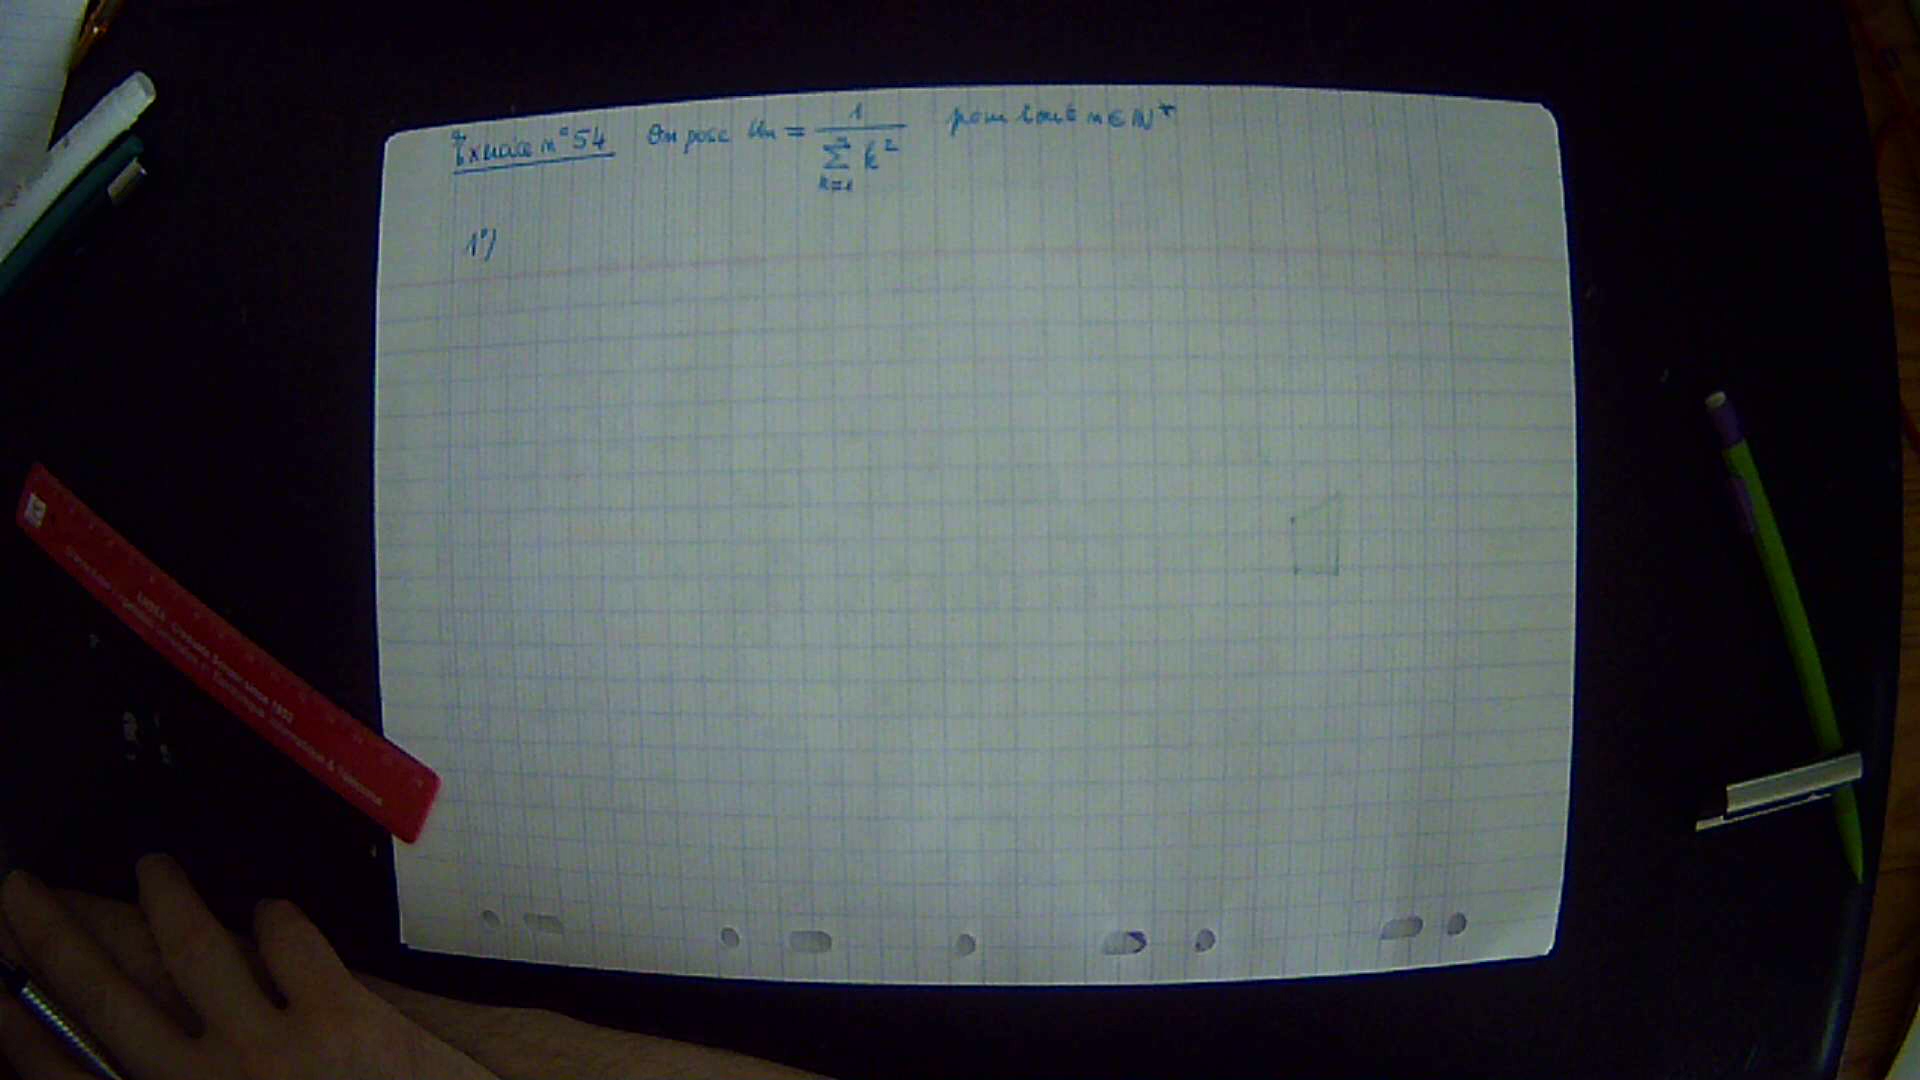 Exercice n°54 On pose Un = 1 / ∑_{k=1}^{n} k² pour tout n ∈ ℕ*
1°)